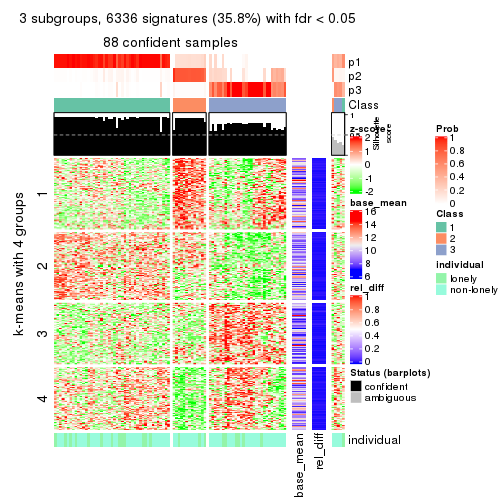 3 subgroups, 6336 signatures (35.8%) with fdr < 0.05
88 confident samples
p1
p2
p3
Class
1
0.5
Silhouette score
k-means with 4 groups
1
2
3
4
individual
base_mean
rel_diff
z-score
2
1
0
-1
-2
base_mean
16
14
12
10
8
6
rel_diff
1
0.8
0.6
0.4
0.2
0
Status (barplots)
confident
ambiguous
Prob
1
0.8
0.6
0.4
0.2
0
Class
1
2
3
individual
lonely
non-lonely